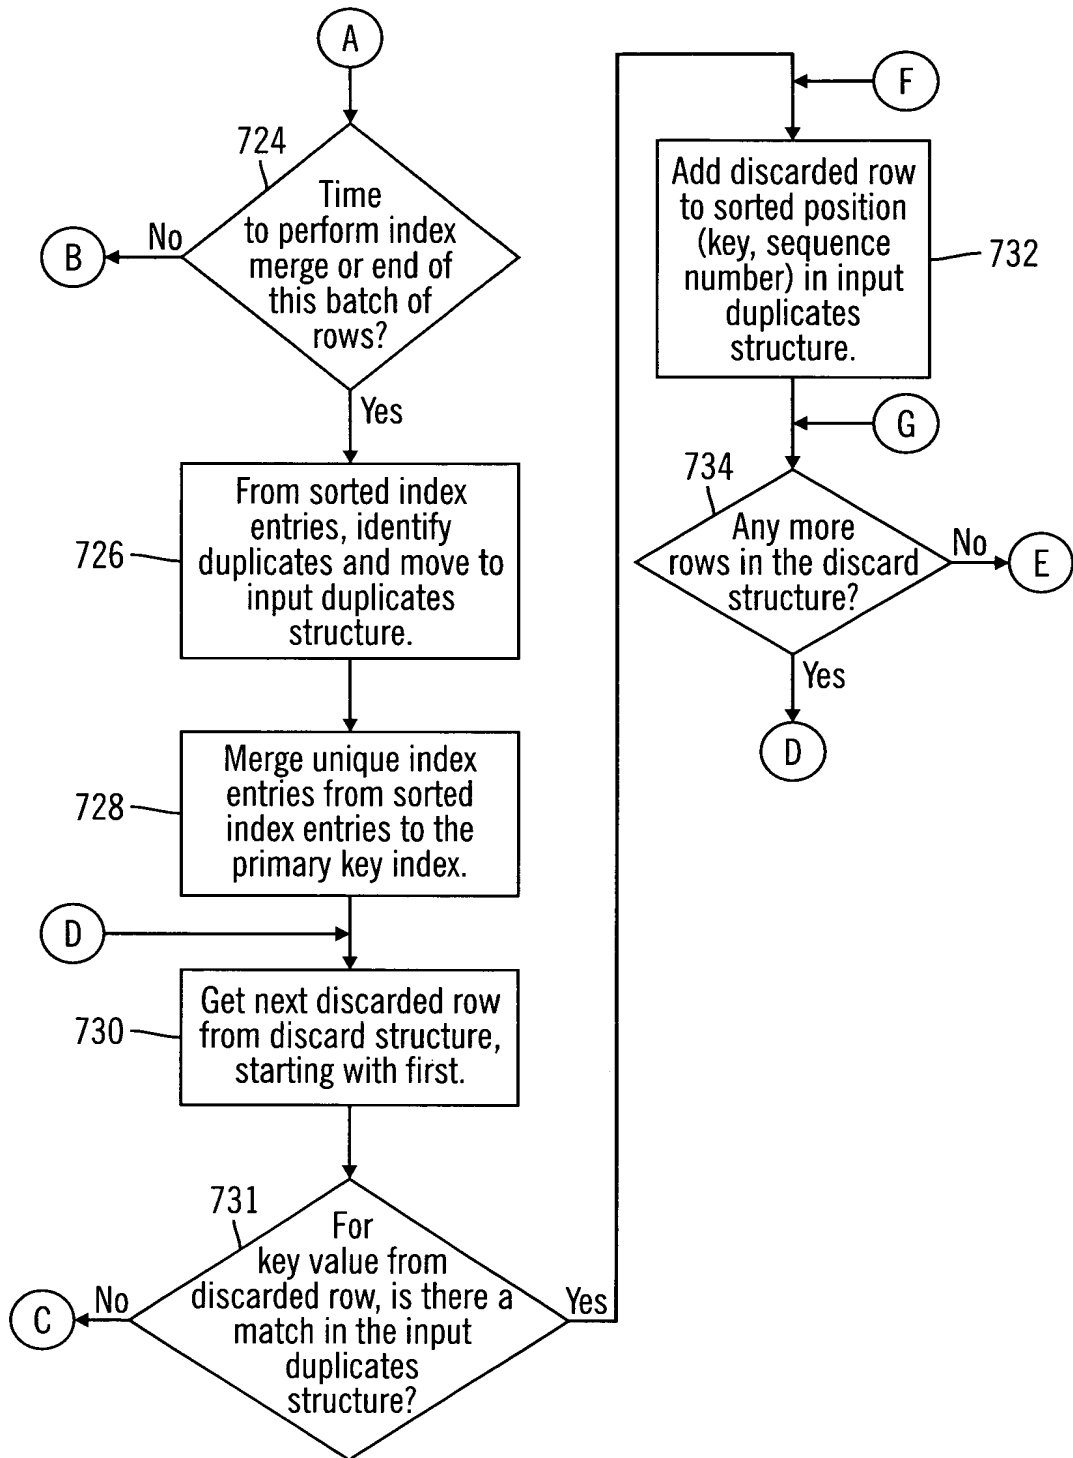 A
724
Time
to perform index
merge or end of
this batch of
rows?
No
B
Yes
726
From sorted index
entries, identify
duplicates and move to
input duplicates
structure.
728
Merge unique index
entries from sorted
index entries to the
primary key index.
D
730
Get next discarded row
from discard structure,
starting with first.
731
For
key value from
discarded row, is there a
match in the input
duplicates
structure?
No
C
Yes
F
Add discarded row
to sorted position
(key, sequence
number) in input
duplicates
structure.
732
G
734
Any more
rows in the discard
structure?
No
E
Yes
D